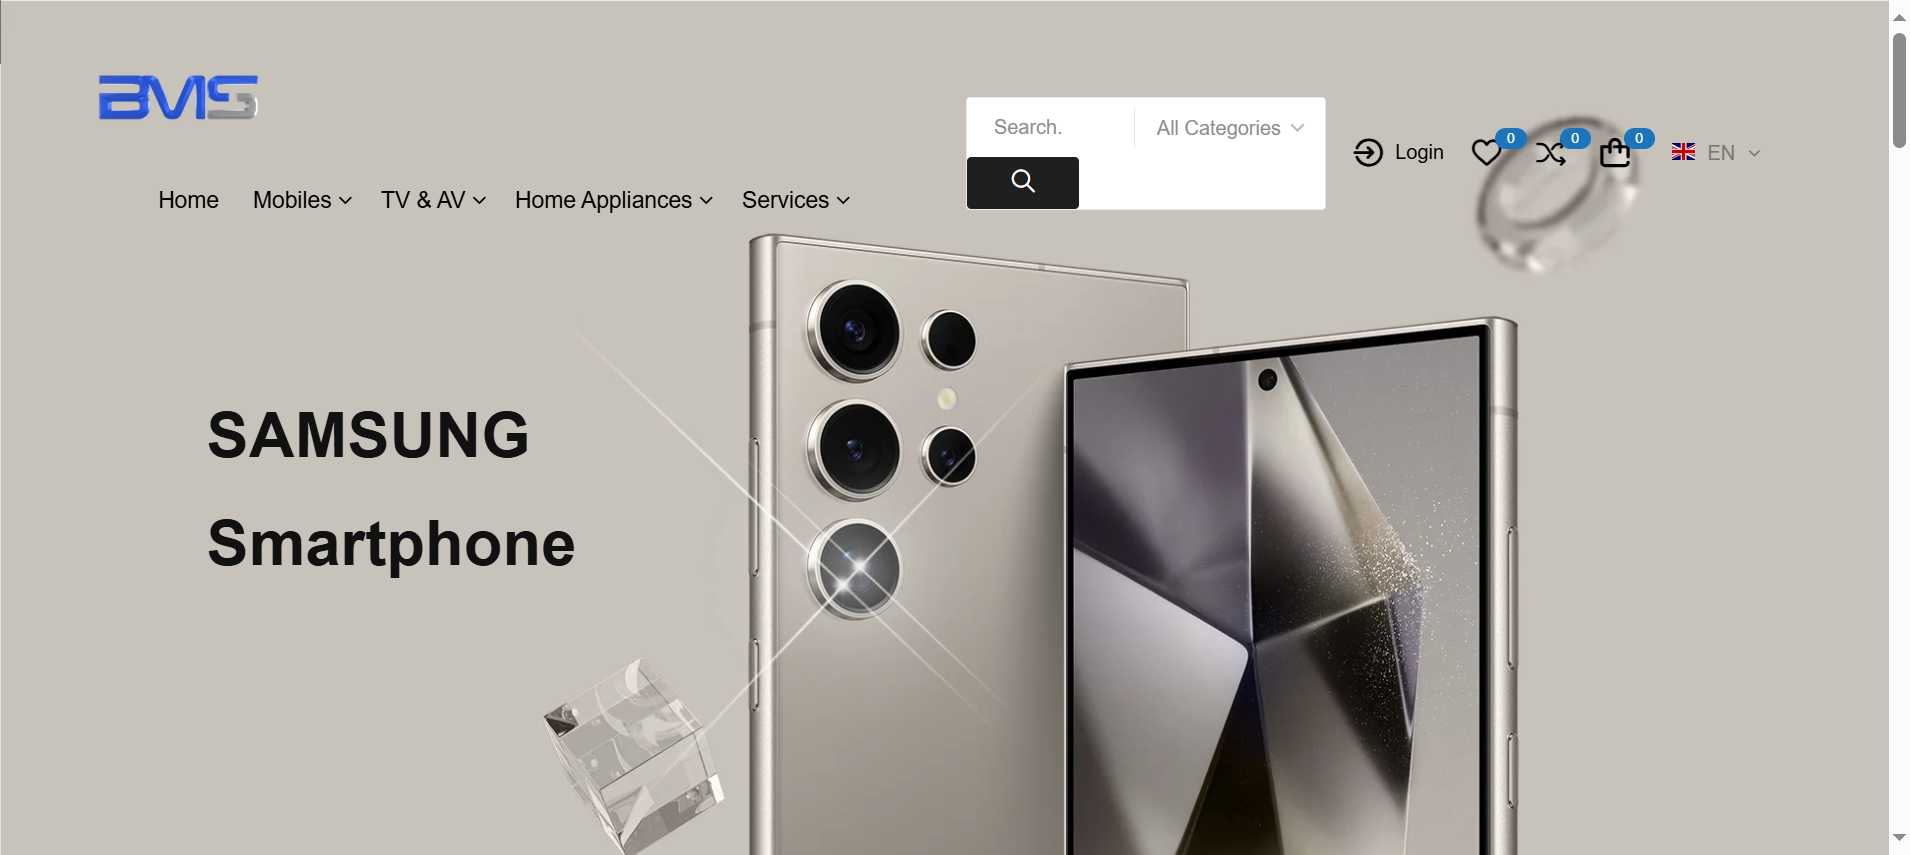 BMS
Search.
All Categories
Login
0
0
0
EN
Home
Mobiles
TV & AV
Home Appliances
Services
SAMSUNG
Smartphone